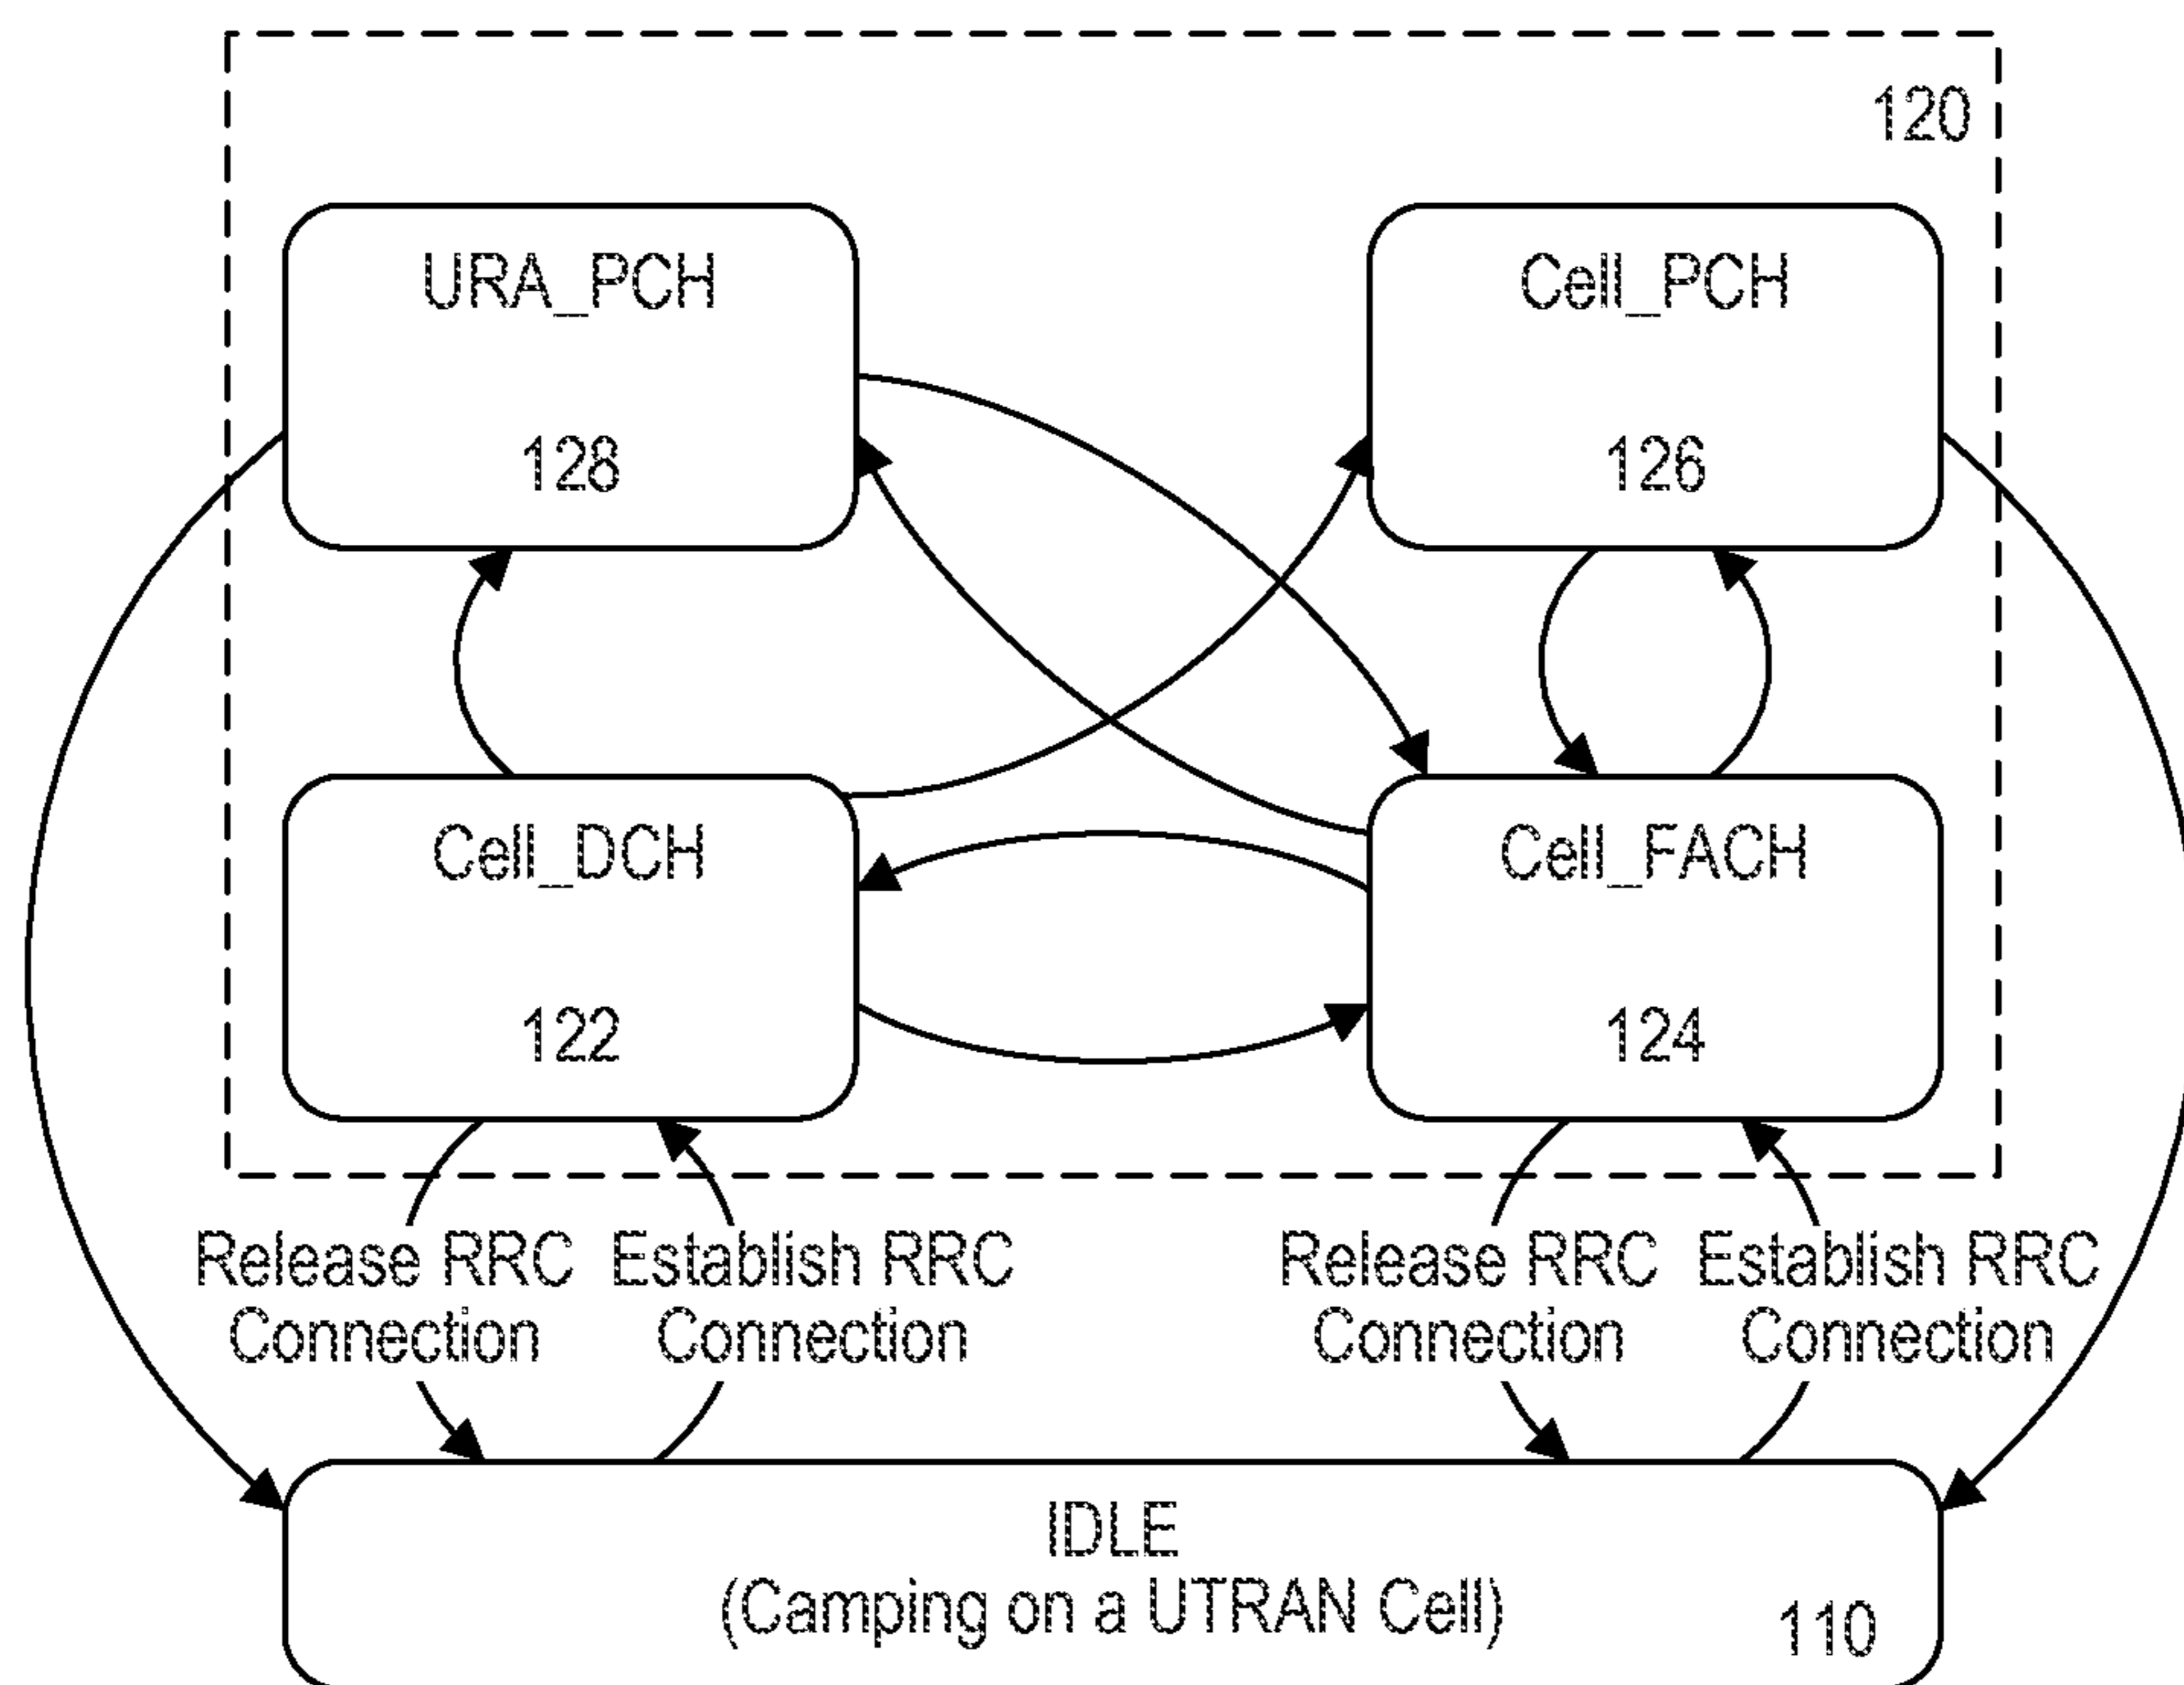 120
URA_PCH
128
Cell_PCH
126
Cell_DCH
122
Cell_FACH
124
Release RRC
Connection
Establish RRC
Connection
Release RRC
Connection
Establish RRC
Connection
IDLE
(Camping on a UTRAN Cell)
110